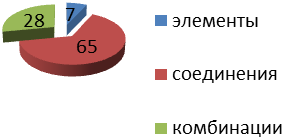 7
элементы
28
65
соединения
комбинации